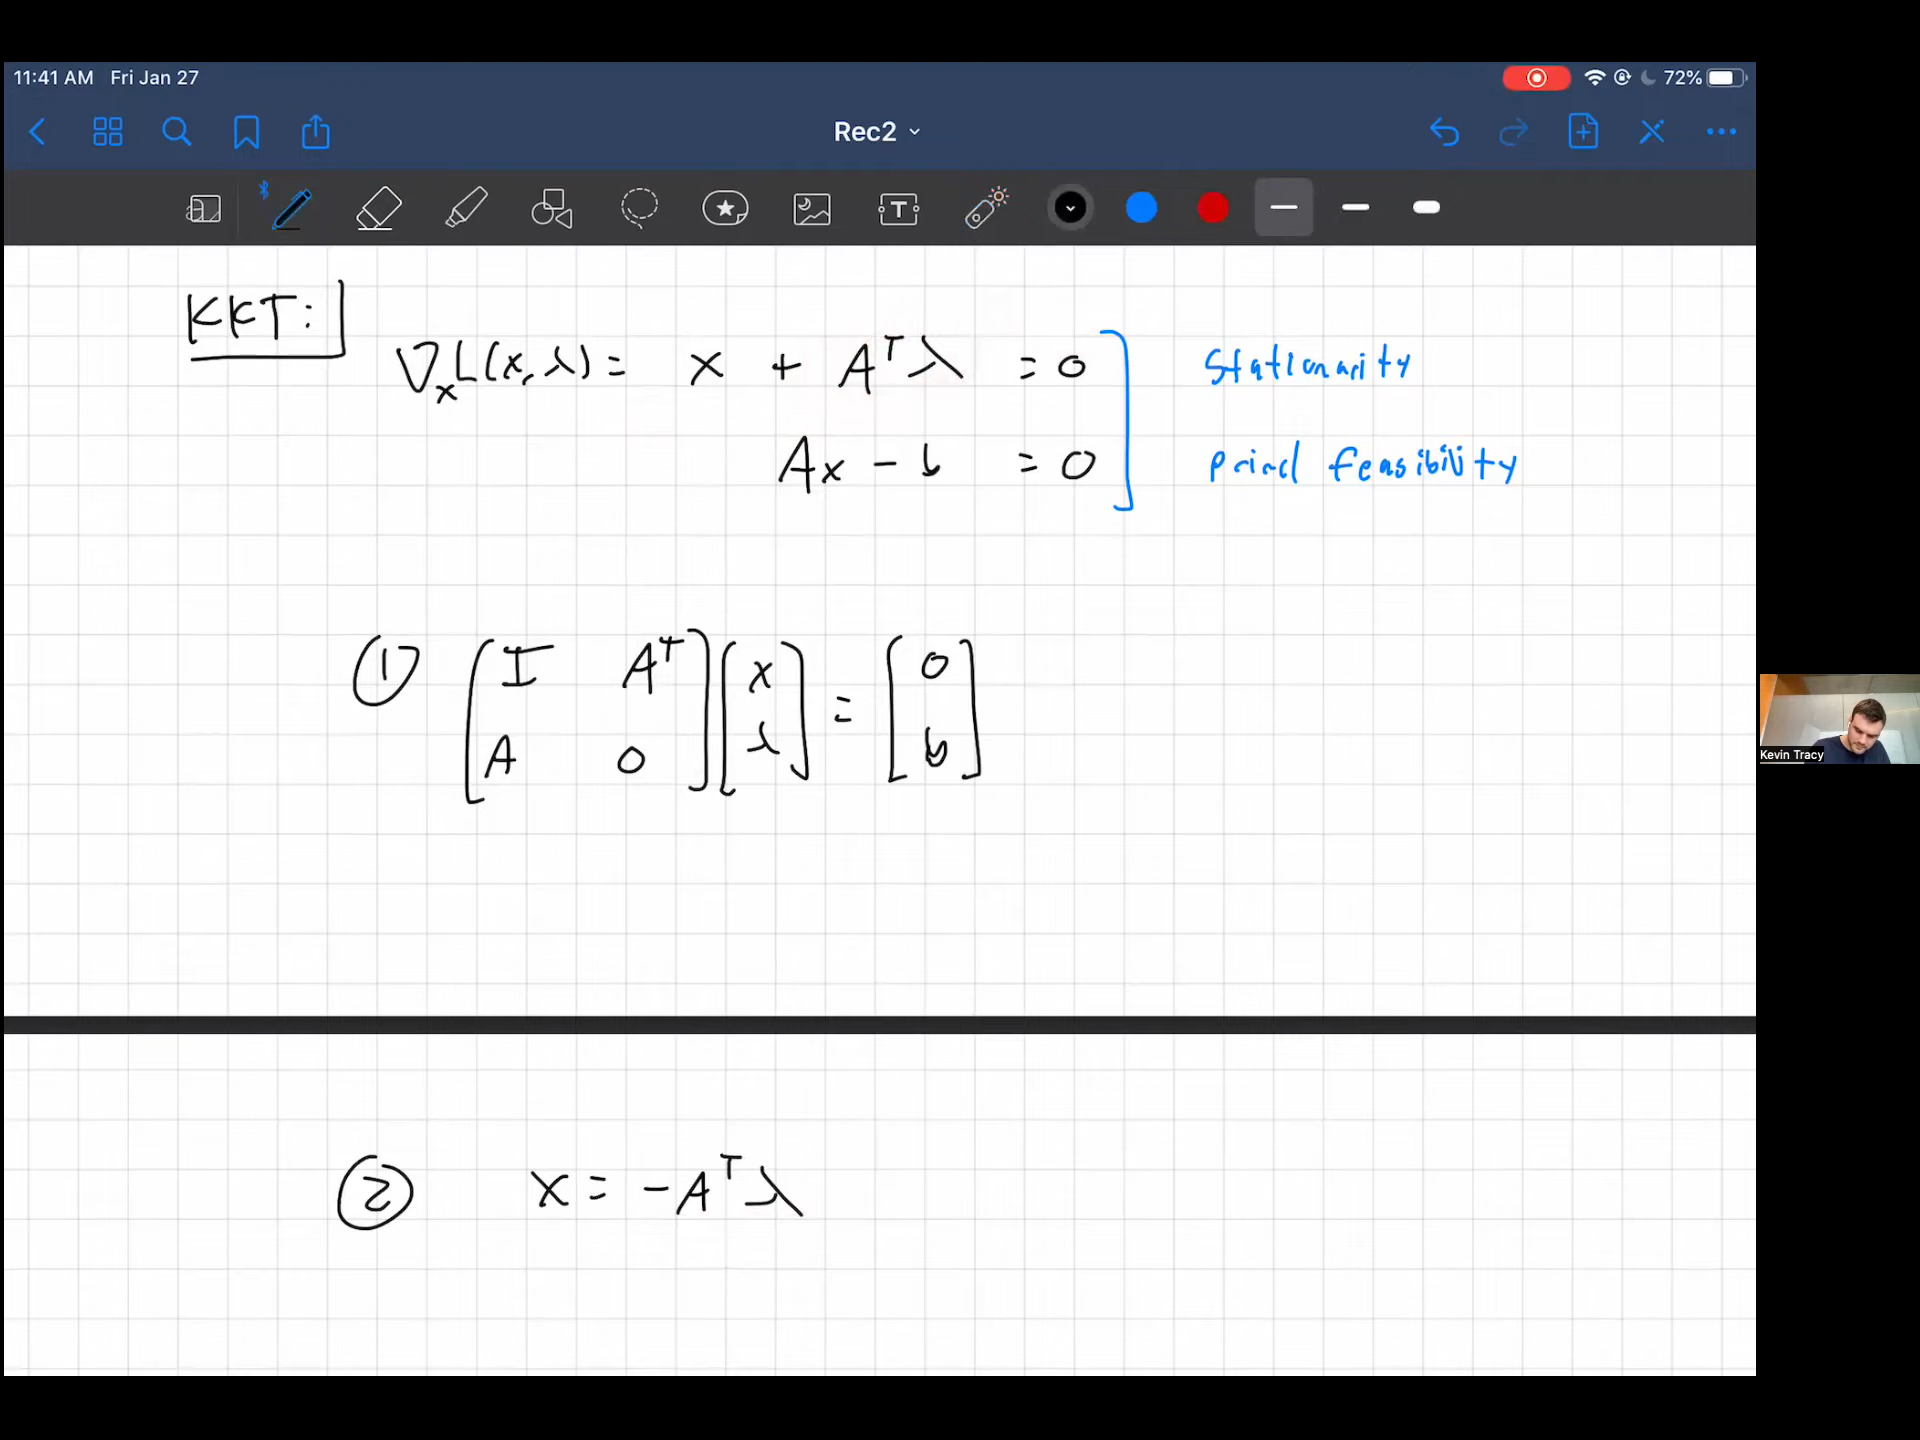 11:41 AM Fri Jan 27 72%
Rec2
KKT:
∇ₓL(x, λ) = x + Aᵀλ = 0 Stationarity
Ax - b = 0 primal feasibility
① [I Aᵀ; A 0] [x; λ] = [0; b]
Kevin Tracy
② x = -Aᵀλ